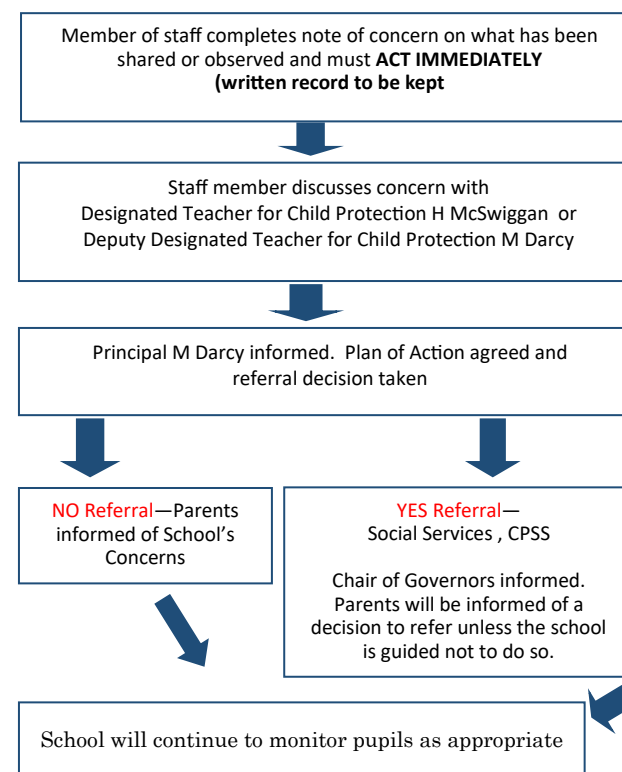 Member of staff completes note of concern on what has been
shared or observed and must ACT IMMEDIATELY
(written record to be kept
Staff member discusses concern with
Designated Teacher for Child Protection H McSwiggan or
Deputy Designated Teacher for Child Protection M Darcy
Principal M Darcy informed. Plan of Action agreed and
referral decision taken
NO Referral—Parents
informed of School's
Concerns
YES Referral—
Social Services , CPSS
Chair of Governors informed.
Parents will be informed of a
decision to refer unless the school
is guided not to do so.
School will continue to monitor pupils as appropriate